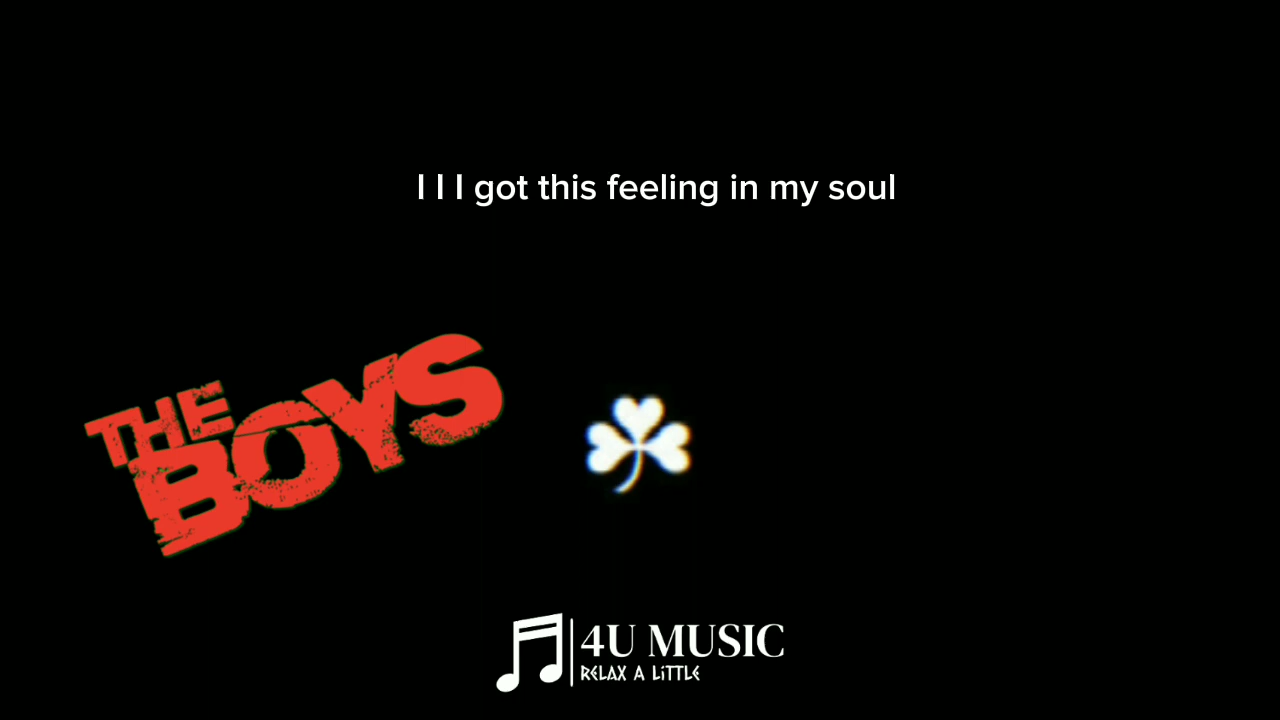 I I I got this feeling in my soul
THE
BOYS
4U MUSIC
RELAX A LiTTLE